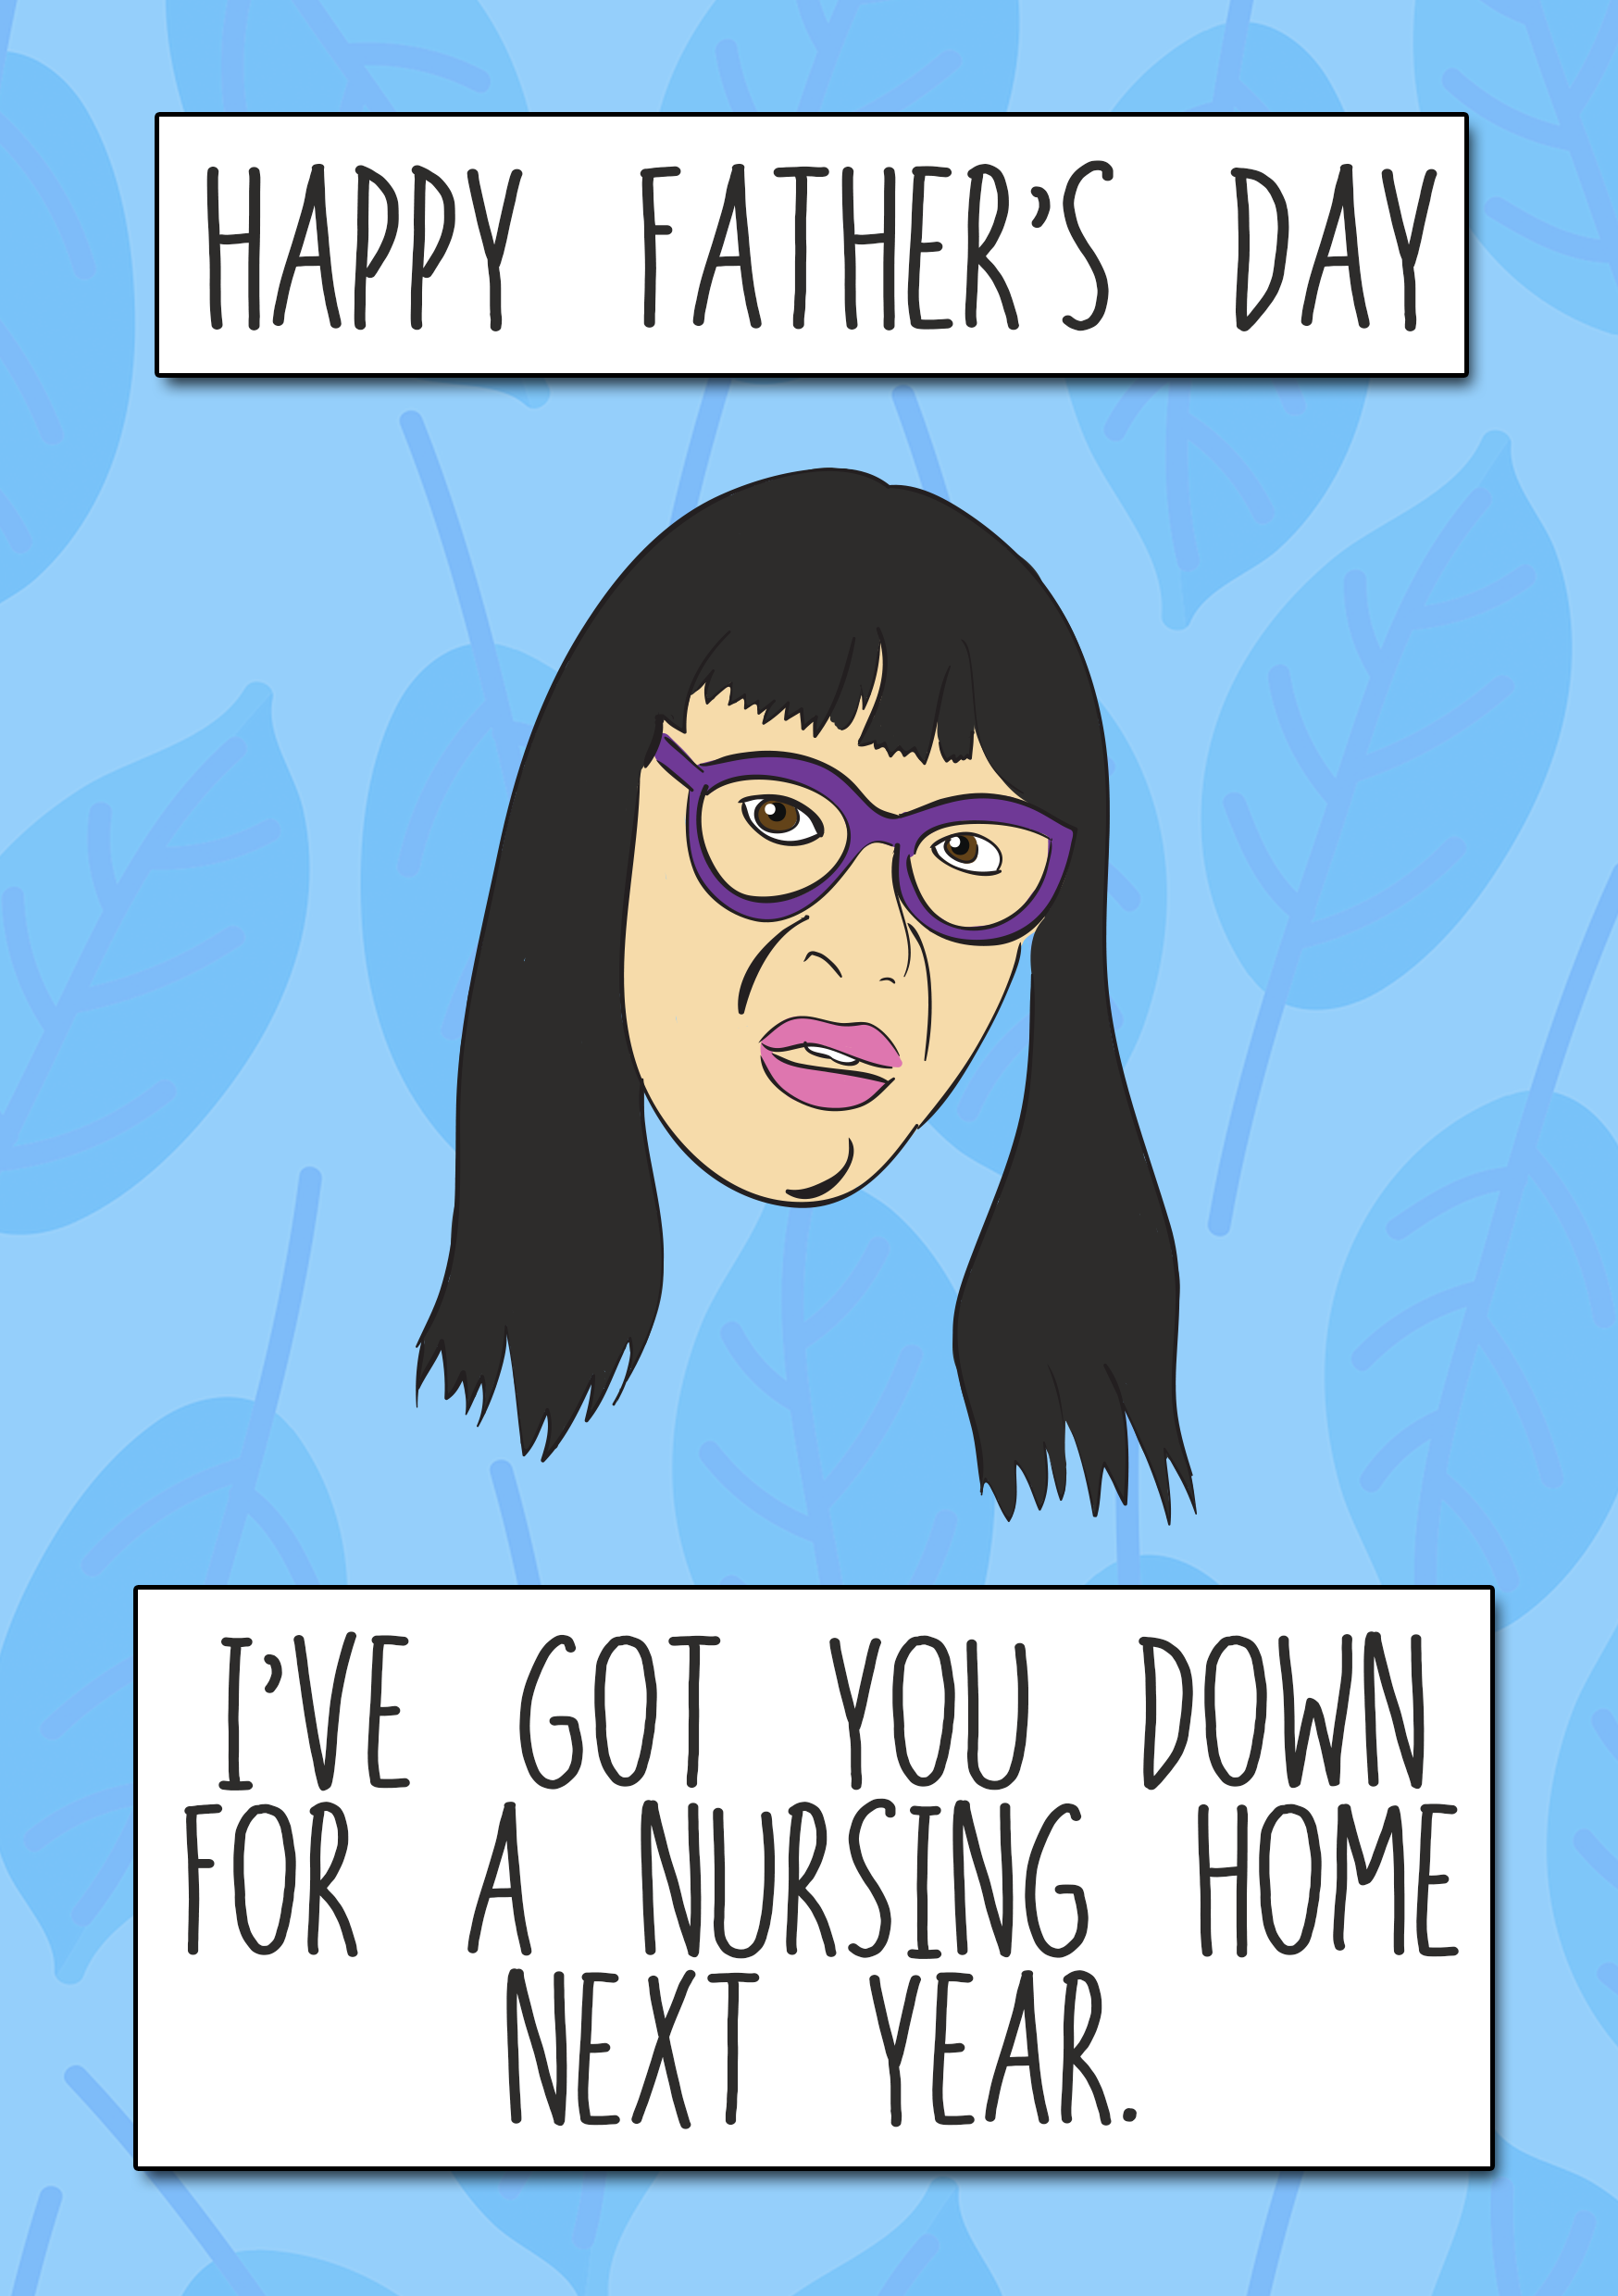 HAPPY FATHER'S DAY
I'VE GOT YOU DOWN
FOR A NURSING HOME
NEXT YEAR.